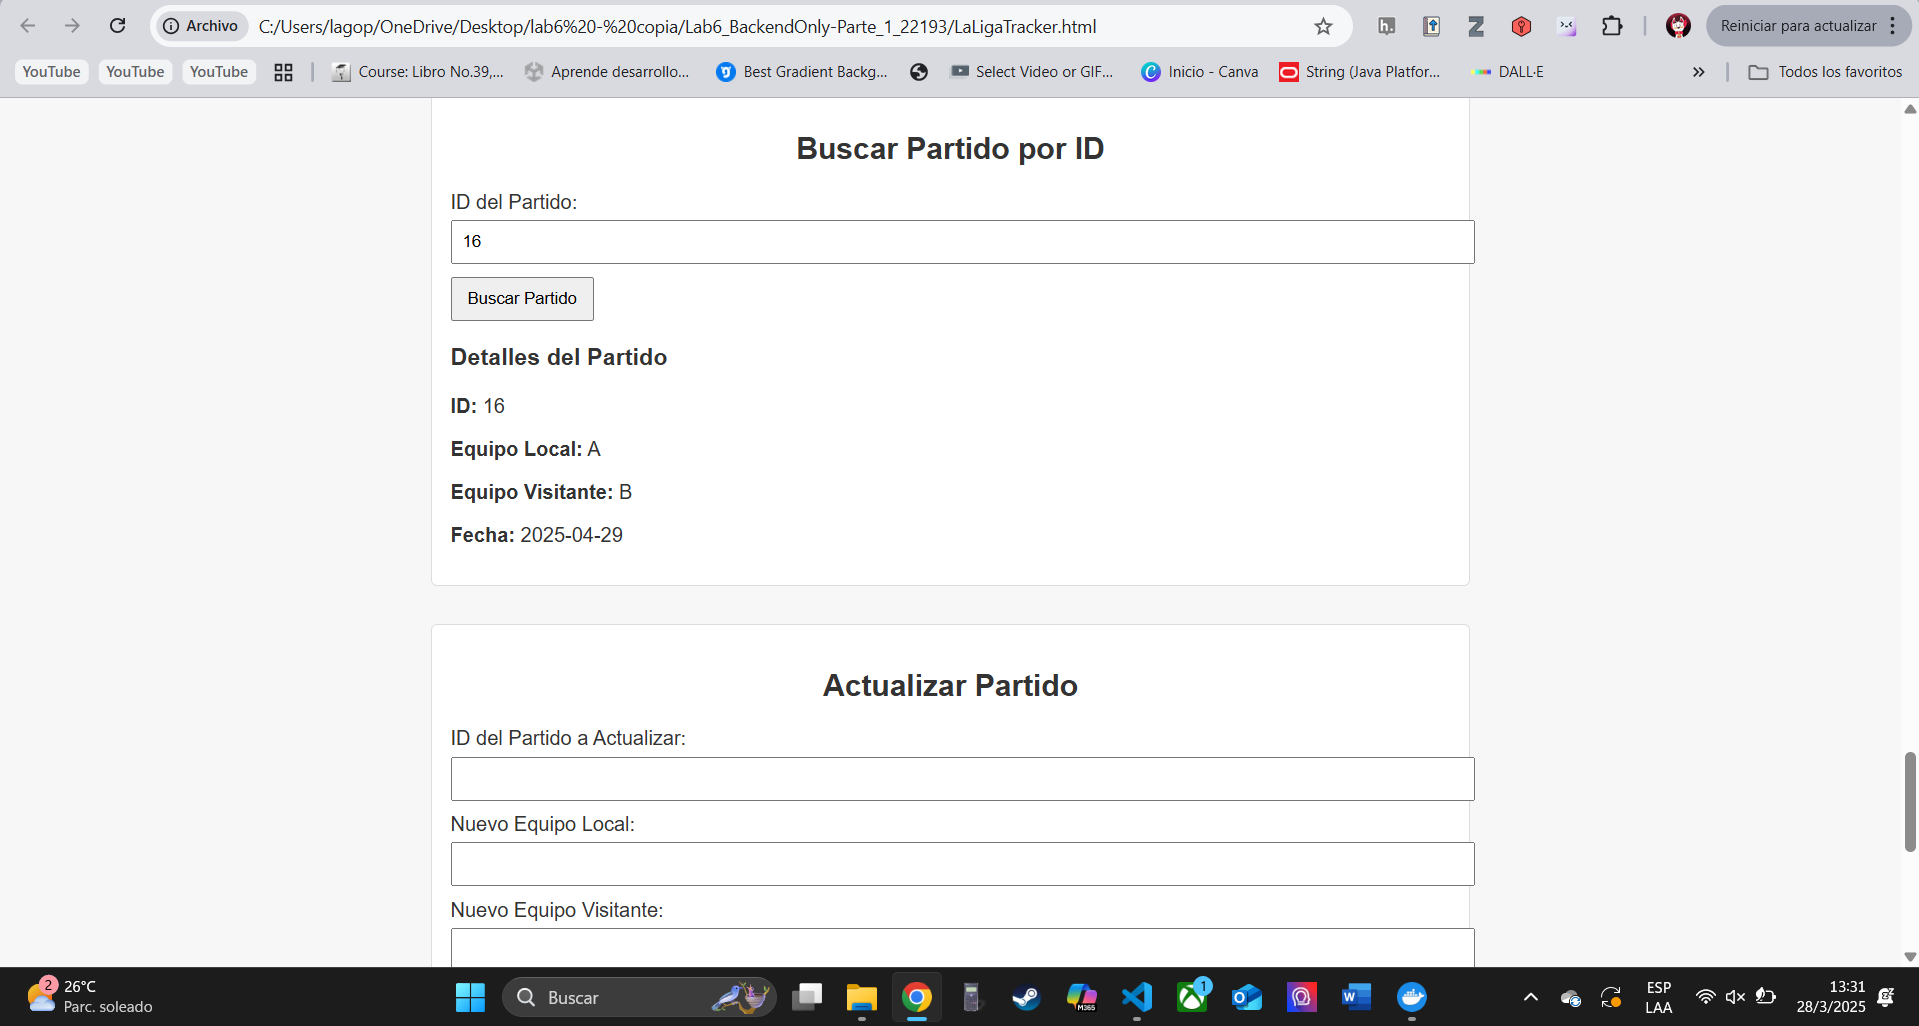 Archivo
C:/Users/lagop/OneDrive/Desktop/lab6%20-%20copia/Lab6_BackendOnly-Parte_1_22193/LaLigaTracker.html
h.
Z
Reiniciar para actualizar
YouTube
YouTube
YouTube
Course: Libro No.39,...
Aprende desarrollo...
Best Gradient Backg...
Select Video or GIF...
Inicio - Canva
String (Java Platfor...
DALL·E
»
Todos los favoritos
Buscar Partido por ID
ID del Partido:
16
Buscar Partido
Detalles del Partido
ID: 16
Equipo Local: A
Equipo Visitante: B
Fecha: 2025-04-29
Actualizar Partido
ID del Partido a Actualizar:
Nuevo Equipo Local:
Nuevo Equipo Visitante:
2
26°C
Parc. soleado
Buscar
M365
1
ESP
LAA
13:31
28/3/2025